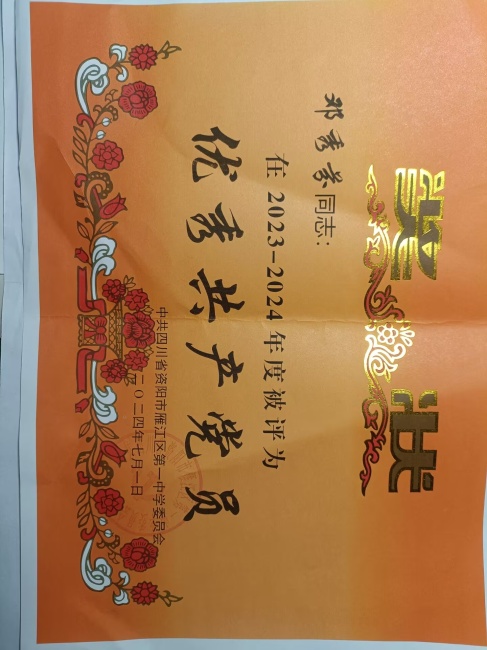 奖状
邓秀芳同志：
在2023-2024年度被评为
优秀共产党员
中共四川省资阳市雁江区第一中学委员会
二〇二四年七月一日